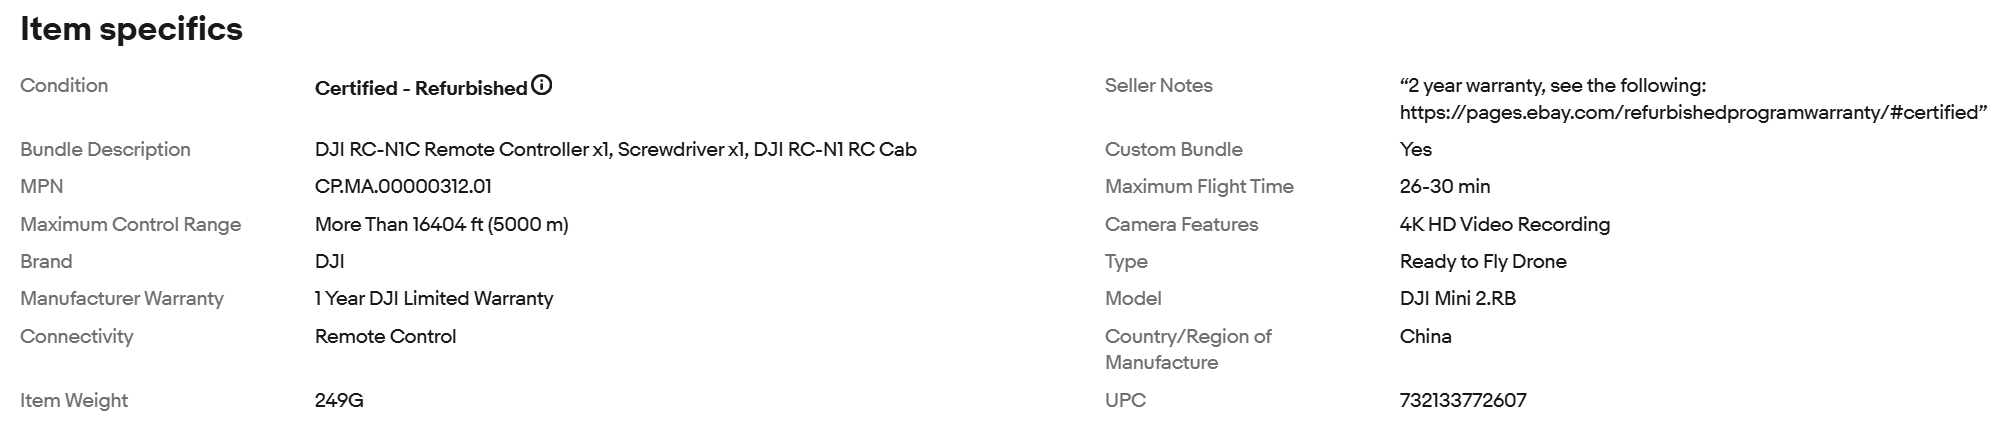 Item specifics
Condition
Certified - Refurbished
Seller Notes
“2 year warranty, see the following:
https://pages.ebay.com/refurbishedprogramwarranty/#certified”
Bundle Description
DJI RC-N1C Remote Controller x1, Screwdriver x1, DJI RC-N1 RC Cab
Custom Bundle
Yes
MPN
CP.MA.00000312.01
Maximum Flight Time
26-30 min
Maximum Control Range
More Than 16404 ft (5000 m)
Camera Features
4K HD Video Recording
Brand
DJI
Type
Ready to Fly Drone
Manufacturer Warranty
1 Year DJI Limited Warranty
Model
DJI Mini 2.RB
Connectivity
Remote Control
Country/Region of
Manufacture
China
Item Weight
249G
UPC
732133772607